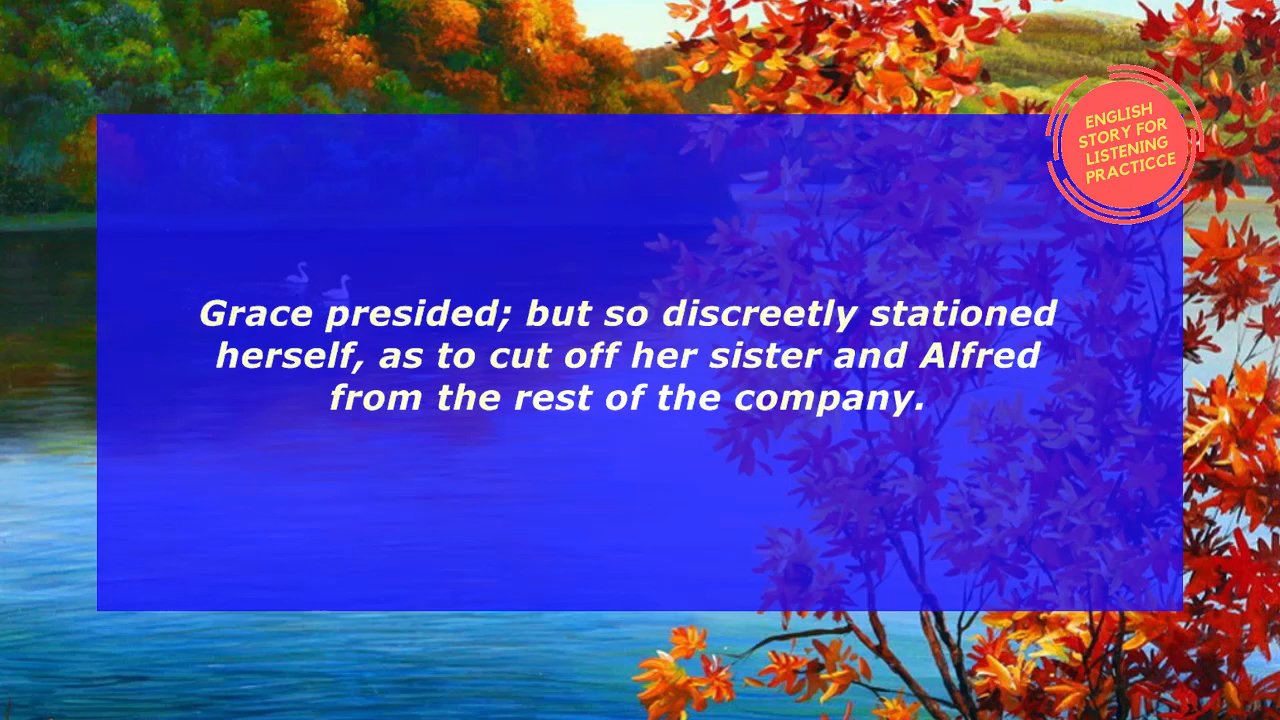 ENGLISH
STORY FOR
LISTENING
PRACTICCE
Grace presided; but so discreetly stationed
herself, as to cut off her sister and Alfred
from the rest of the company.